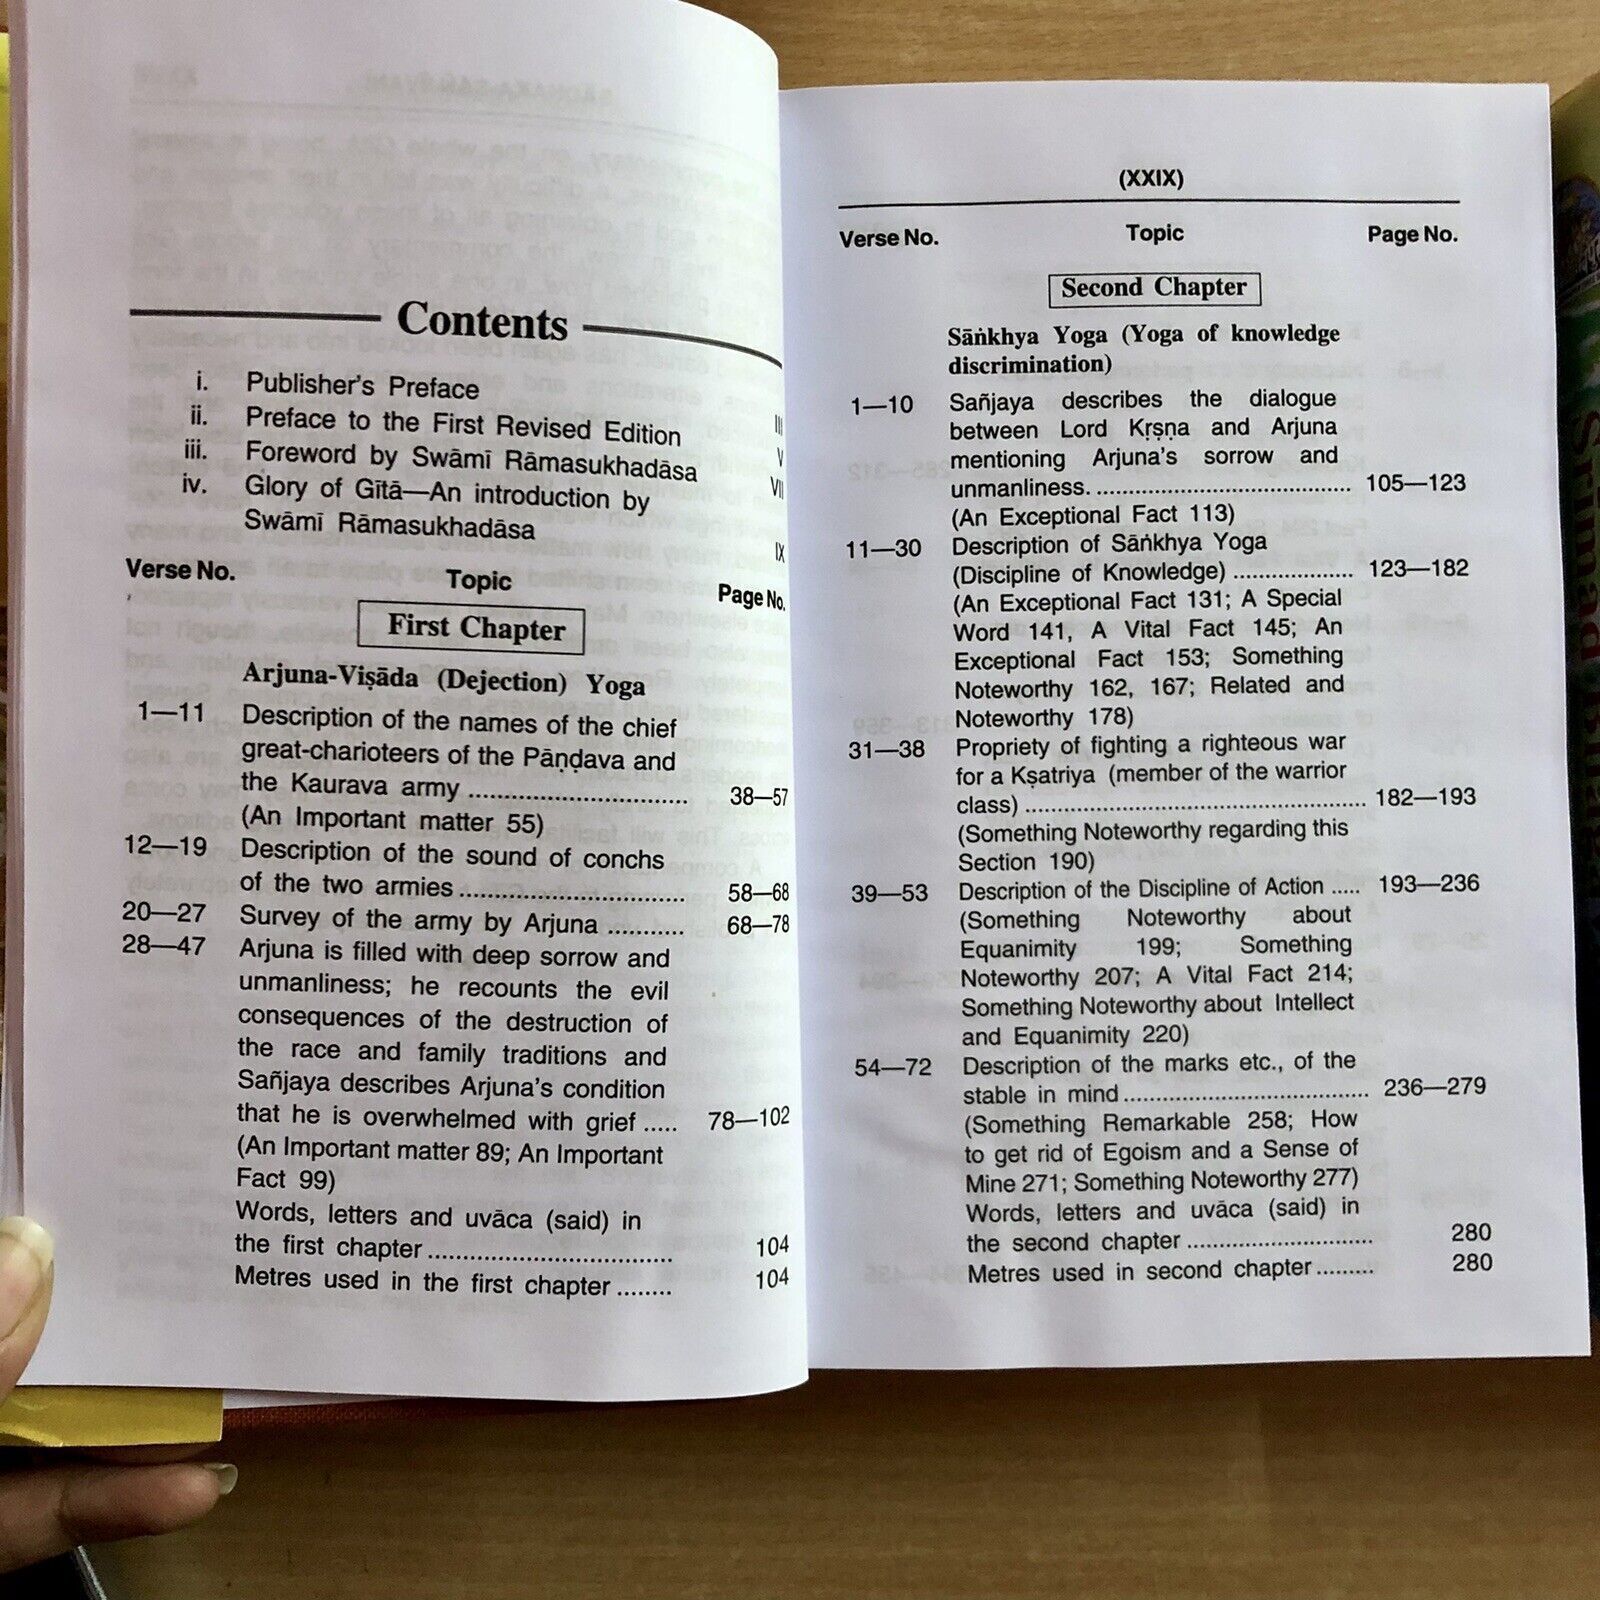 Contents
i. Publisher's Preface III
ii. Preface to the First Revised Edition V
iii. Foreword by Swāmī Rāmasukhadāsa VII
iv. Glory of Gītā—An introduction by
Swāmī Rāmasukhadāsa IX
Verse No. Topic Page No.
First Chapter
Arjuna-Viṣāda (Dejection) Yoga
1—11 Description of the names of the chief
great-charioteers of the Pāṇḍava and
the Kaurava army ................................ 38—57
(An Important matter 55)
12—19 Description of the sound of conchs
of the two armies ................................. 58—68
20—27 Survey of the army by Arjuna ........... 68—78
28—47 Arjuna is filled with deep sorrow and
unmanliness; he recounts the evil
consequences of the destruction of
the race and family traditions and
Sañjaya describes Arjuna's condition
that he is overwhelmed with grief ..... 78—102
(An Important matter 89; An Important
Fact 99)
Words, letters and uvāca (said) in
the first chapter ................................... 104
Metres used in the first chapter ........ 104
(XXIX)
Verse No. Topic Page No.
Second Chapter
Sāṅkhya Yoga (Yoga of knowledge
discrimination)
1—10 Sañjaya describes the dialogue
between Lord Kṛṣṇa and Arjuna
mentioning Arjuna's sorrow and
unmanliness. ..................................... 105—123
(An Exceptional Fact 113)
11—30 Description of Sāṅkhya Yoga
(Discipline of Knowledge) .................. 123—182
(An Exceptional Fact 131; A Special
Word 141, A Vital Fact 145; An
Exceptional Fact 153; Something
Noteworthy 162, 167; Related and
Noteworthy 178)
31—38 Propriety of fighting a righteous war
for a Kṣatriya (member of the warrior
class) ................................................. 182—193
(Something Noteworthy regarding this
Section 190)
39—53 Description of the Discipline of Action ..... 193—236
(Something Noteworthy about
Equanimity 199; Something
Noteworthy 207; A Vital Fact 214;
Something Noteworthy about Intellect
and Equanimity 220)
54—72 Description of the marks etc., of the
stable in mind .................................... 236—279
(Something Remarkable 258; How
to get rid of Egoism and a Sense of
Mine 271; Something Noteworthy 277)
Words, letters and uvāca (said) in
the second chapter ............................ 280
Metres used in second chapter ......... 280